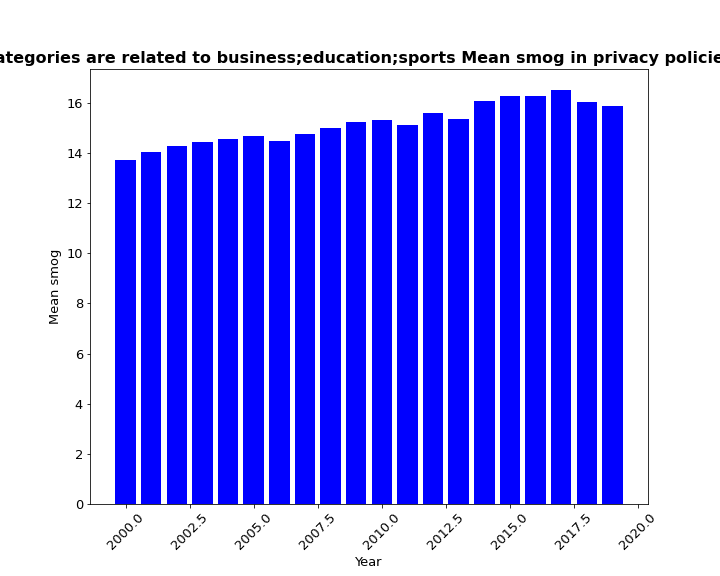 ategories are related to business;education;sports Mean smog in privacy policie
16
14
12
10
8
6
4
2
0
Mean smog
2000.0 2002.5 2005.0 2007.5 2010.0 2012.5 2015.0 2017.5 2020.0
Year